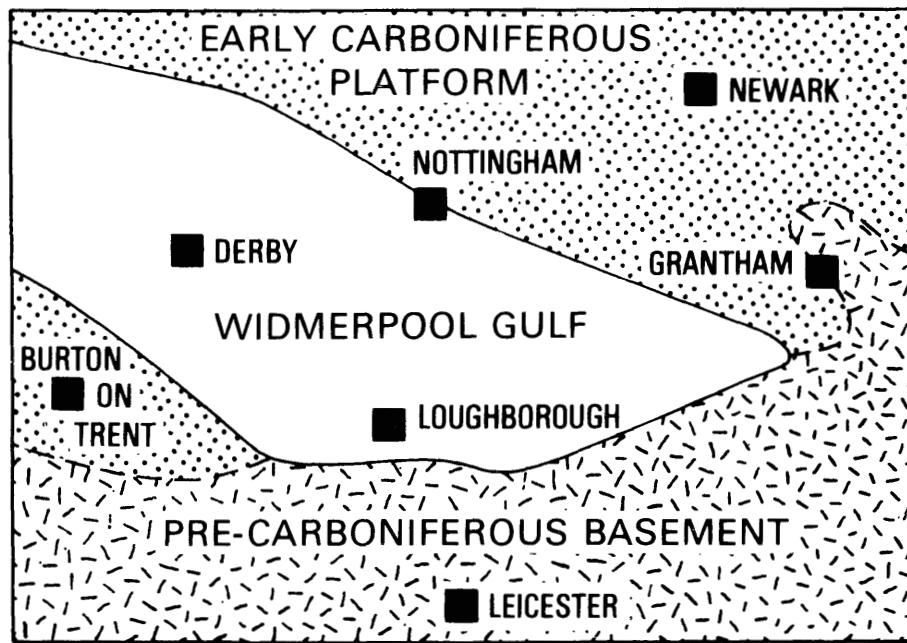 EARLY CARBONIFEROUS
PLATFORM
NEWARK
NOTTINGHAM
DERBY
GRANTHAM
WIDMERPOOL GULF
BURTON
ON
TRENT
LOUGHBOROUGH
PRE-CARBONIFEROUS BASEMENT
LEICESTER